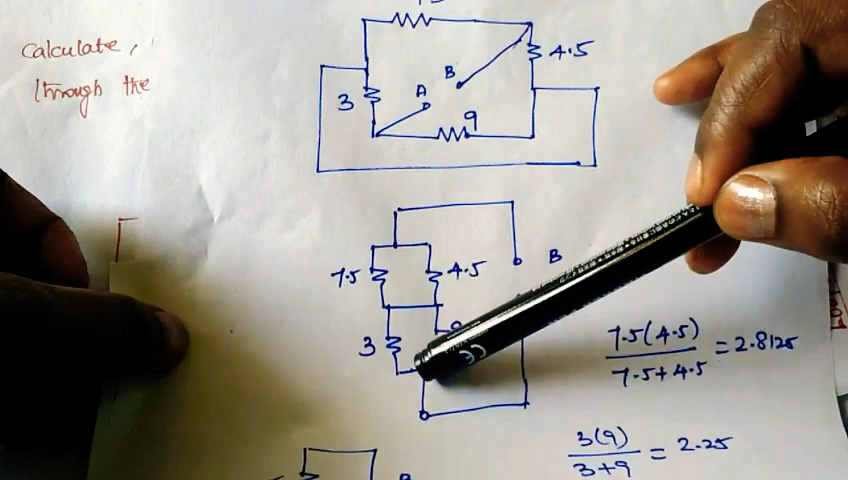 Calculate,
through the
4.5
B
A
3
9
B
7.5
4.5
9
3
7.5(4.5)
7.5+4.5
= 2.8125
3(9)
3+9
= 2.25